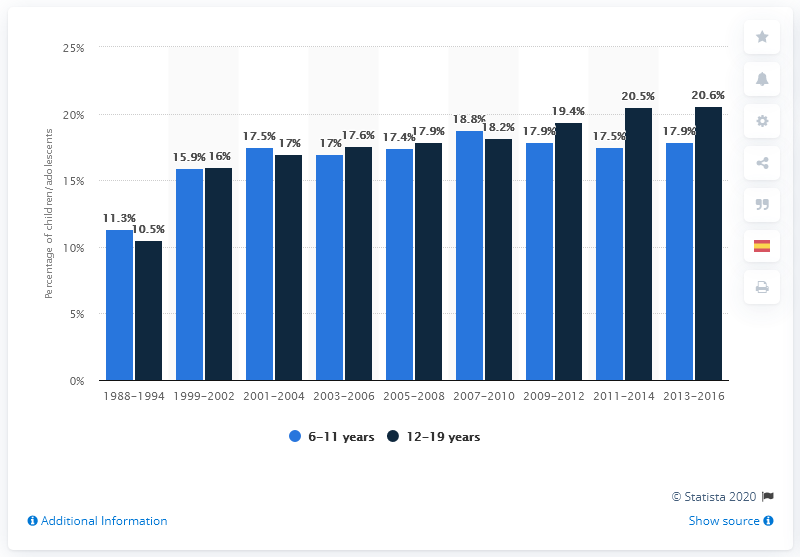 25%
20%
15%
10%
5%
0%
Percentage of children/adolescents
11.3% 10.5% 15.9% 16% 17.5% 17% 17% 17.6% 17.4% 17.9% 18.8% 18.2% 17.9% 19.4% 17.5% 20.5% 17.9% 20.6%
1988-1994 1999-2002 2001-2004 2003-2006 2005-2008 2007-2010 2009-2012 2011-2014 2013-2016
6-11 years 12-19 years
© Statista 2020
Additional Information Show source